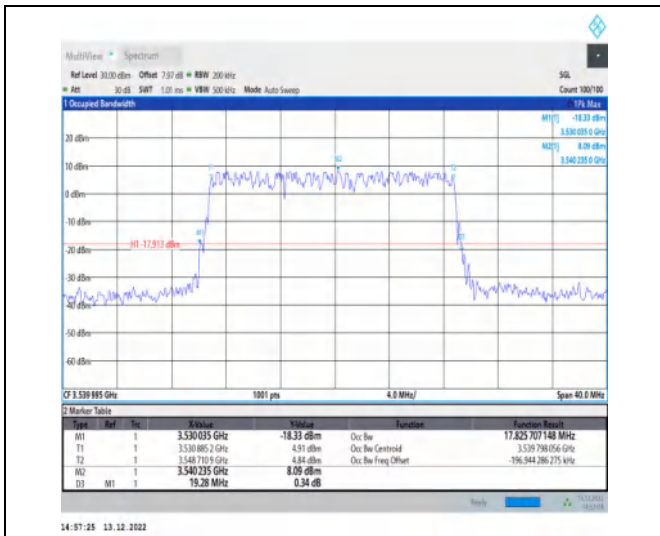 MultiView Spectrum
Ref Level 30.00 dBm Offset 7.97 dB RBW 200 kHz SGL
Att 30 dB SWT 1.01 ms VBW 500 kHz Mode Auto Sweep Count 100/100
1 Occupied Bandwidth 1Pk Max
M1[1] -18.33 dBm
3.530 035 0 GHz
M2[1] 8.09 dBm
3.540 235 0 GHz
20 dBm
10 dBm
0 dBm
-10 dBm
H1 -17.913 dBm
-20 dBm
-30 dBm
-40 dBm
-50 dBm
-60 dBm
M1
T1
M2
T2
D3
CF 3.539 995 GHz 1001 pts 4.0 MHz/ Span 40.0 MHz
2 Marker Table
Type Ref Trc X-Value Y-Value Function Function Result
M1 1 3.530 035 GHz -18.33 dBm Occ Bw 17.825 707 148 MHz
T1 1 3.530 885 2 GHz 4.91 dBm Occ Bw Centroid 3.539 798 056 GHz
T2 1 3.548 710 9 GHz 4.84 dBm Occ Bw Freq Offset -196.944 286 275 kHz
M2 1 3.540 235 GHz 8.09 dBm
D3 M1 1 19.28 MHz 0.34 dB
Ready
14:57:25 13.12.2022